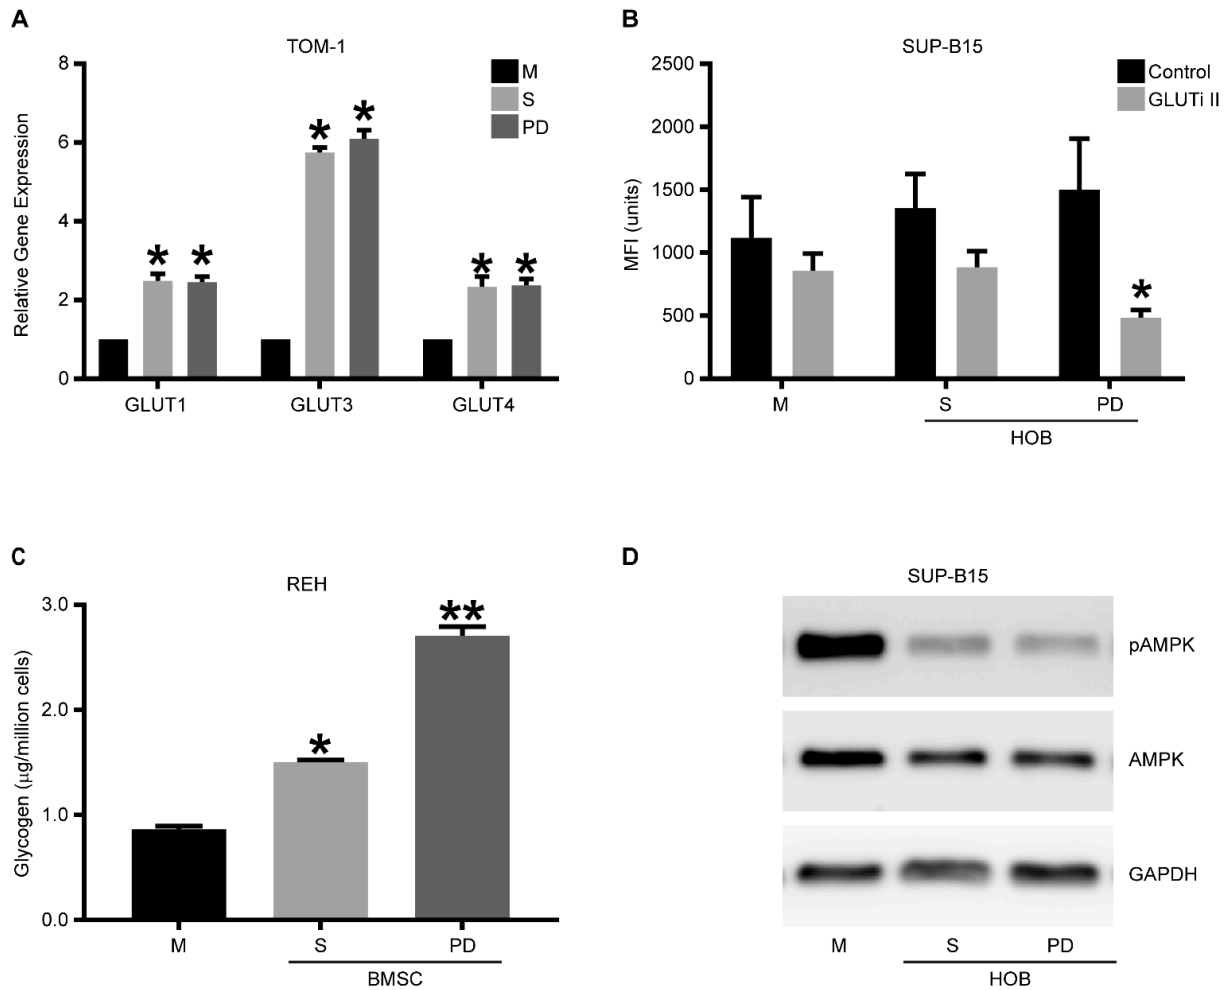 A
TOM-1
M
S
PD
Relative Gene Expression
8
6
4
2
0
* * * * * *
GLUT1 GLUT3 GLUT4
B
SUP-B15
Control
GLUTi II
MFI (units)
2500
2000
1500
1000
500
0
*
M S PD
HOB
C
REH
Glycogen (μg/million cells)
3.0
2.0
1.0
0.0
* **
M S PD
BMSC
D
SUP-B15
pAMPK
AMPK
GAPDH
M S PD
HOB